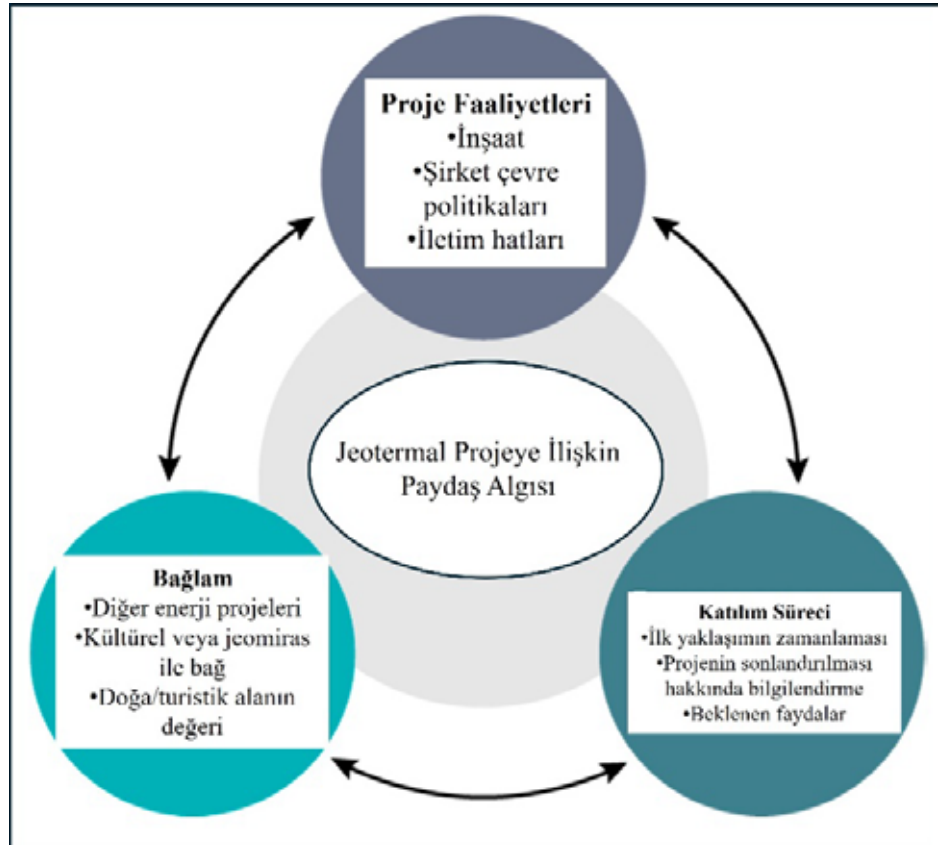 Proje Faaliyetleri
•İnşaat
•Şirket çevre
politikaları
•İletim hatları
Jeotermal Projeye İlişkin
Paydaş Algısı
Bağlam
•Diğer enerji projeleri
•Kültürel veya jeomiras
ile bağ
•Doğa/turistik alanın
değeri
Katılım Süreci
•İlk yaklaşımın zamanlaması
•Projenin sonlandırılması
hakkında bilgilendirme
•Beklenen faydalar